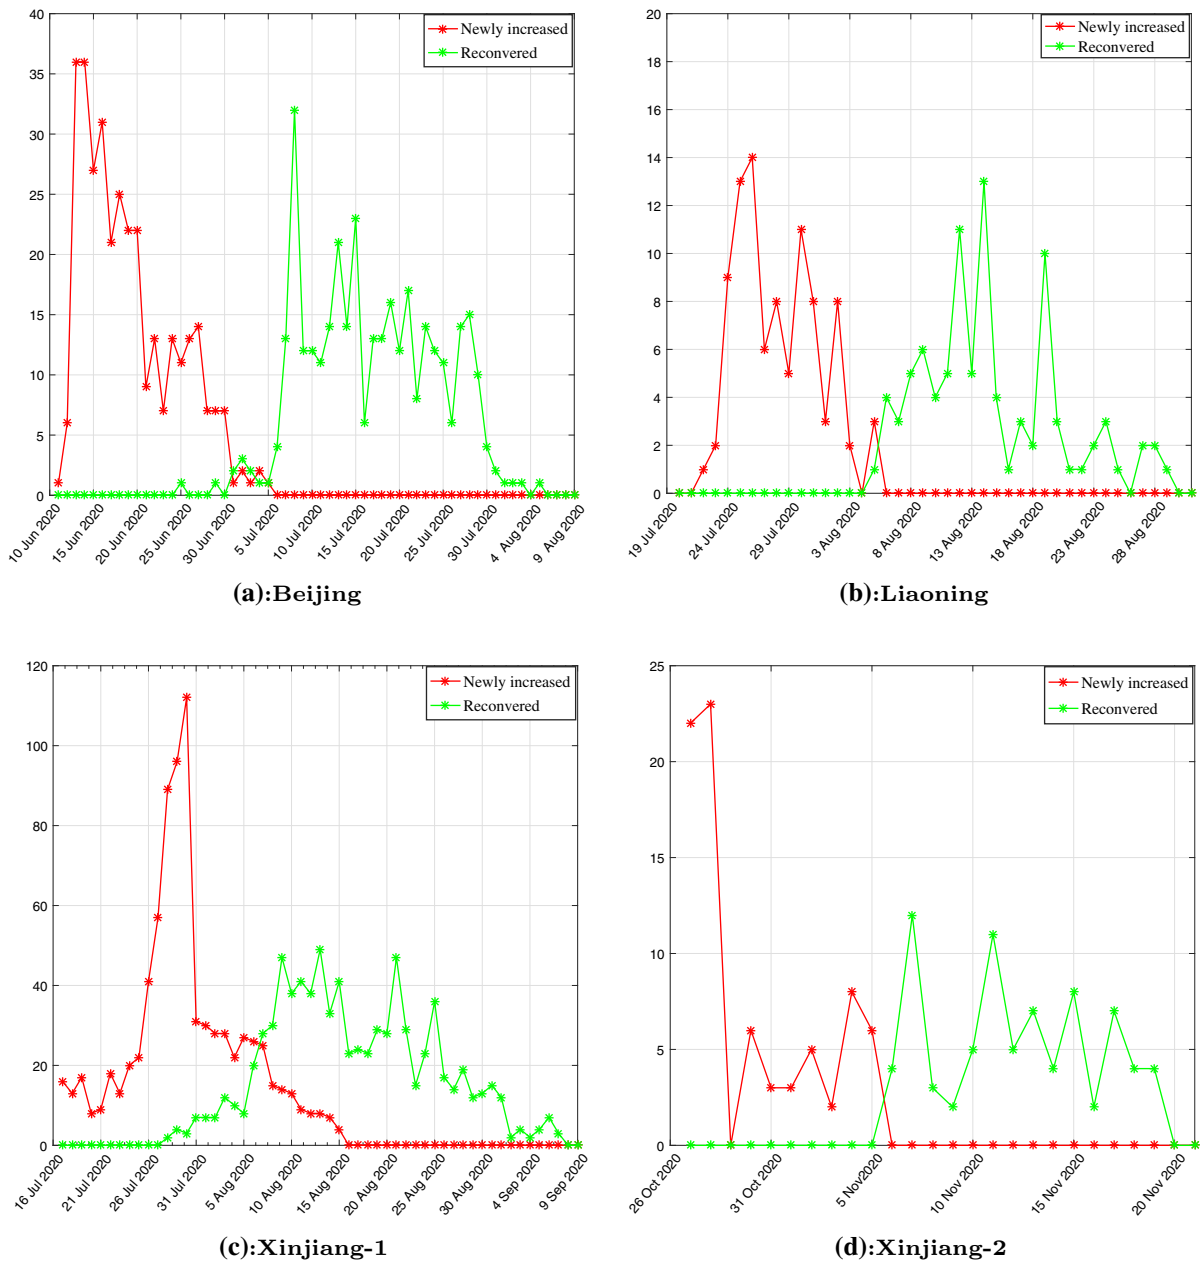 40
35
30
25
20
15
10
5
0
Newly increased
Reconvered
10 Jun 2020
15 Jun 2020
20 Jun 2020
25 Jun 2020
30 Jun 2020
5 Jul 2020
10 Jul 2020
15 Jul 2020
20 Jul 2020
25 Jul 2020
30 Jul 2020
4 Aug 2020
9 Aug 2020
(a):Beijing
20
18
16
14
12
10
8
6
4
2
0
Newly increased
Reconvered
19 Jul 2020
24 Jul 2020
29 Jul 2020
3 Aug 2020
8 Aug 2020
13 Aug 2020
18 Aug 2020
23 Aug 2020
28 Aug 2020
(b):Liaoning
120
100
80
60
40
20
0
Newly increased
Reconvered
16 Jul 2020
21 Jul 2020
26 Jul 2020
31 Jul 2020
5 Aug 2020
10 Aug 2020
15 Aug 2020
20 Aug 2020
25 Aug 2020
30 Aug 2020
4 Sep 2020
9 Sep 2020
(c):Xinjiang-1
25
20
15
10
5
0
Newly increased
Reconvered
26 Oct 2020
31 Oct 2020
5 Nov2020
10 Nov 2020
15 Nov 2020
20 Nov 2020
(d):Xinjiang-2